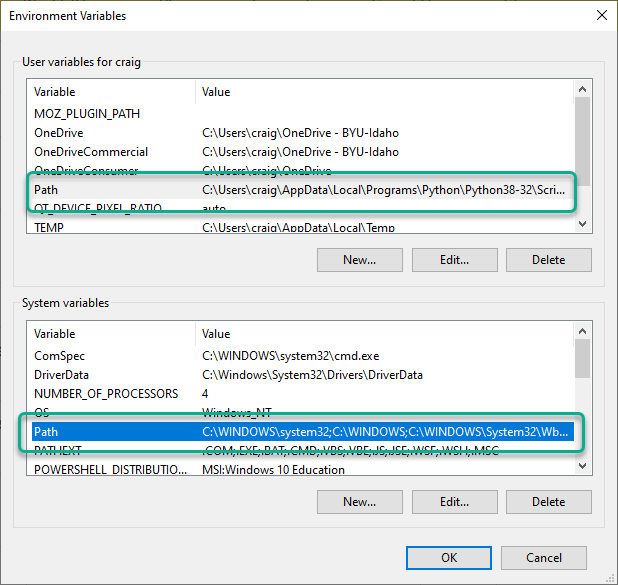 Environment Variables
User variables for craig
Variable Value
MOZ_PLUGIN_PATH
OneDrive C:\Users\craig\OneDrive - BYU-Idaho
OneDriveCommercial C:\Users\craig\OneDrive - BYU-Idaho
OneDriveConsumer C:\Users\craig\OneDrive
Path C:\Users\craig\AppData\Local\Programs\Python\Python38-32\Scri...
QT_DEVICE_PIXEL_RATIO auto
TEMP C:\Users\craig\AppData\Local\Temp
New... Edit... Delete
System variables
Variable Value
ComSpec C:\WINDOWS\system32\cmd.exe
DriverData C:\Windows\System32\Drivers\DriverData
NUMBER_OF_PROCESSORS 4
OS Windows_NT
Path C:\WINDOWS\system32;C:\WINDOWS;C:\WINDOWS\System32\Wb...
PATHEXT .COM;.EXE;.BAT;.CMD;.VBS;.VBE;.JS;.JSE;.WSF;.WSH;.MSC
POWERSHELL_DISTRIBUTIO... MSI:Windows 10 Education
New... Edit... Delete
OK Cancel